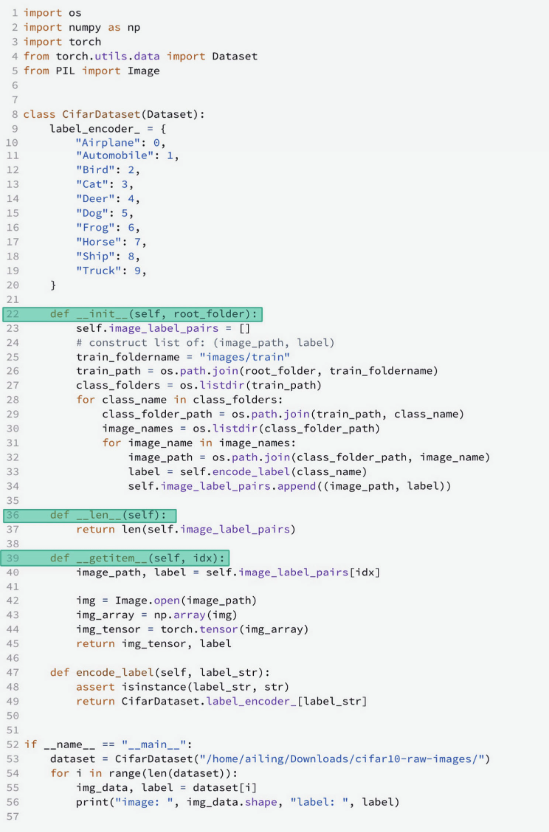 1 import os
2 import numpy as np
3 import torch
4 from torch.utils.data import Dataset
5 from PIL import Image
6
7
8 class CifarDataset(Dataset):
9     label_encoder_ = {
10         "Airplane": 0,
11         "Automobile": 1,
12         "Bird": 2,
13         "Cat": 3,
14         "Deer": 4,
15         "Dog": 5,
16         "Frog": 6,
17         "Horse": 7,
18         "Ship": 8,
19         "Truck": 9,
20     }
21
22     def __init__(self, root_folder):
23         self.image_label_pairs = []
24         # construct list of: (image_path, label)
25         train_foldername = "images/train"
26         train_path = os.path.join(root_folder, train_foldername)
27         class_folders = os.listdir(train_path)
28         for class_name in class_folders:
29             class_folder_path = os.path.join(train_path, class_name)
30             image_names = os.listdir(class_folder_path)
31             for image_name in image_names:
32                 image_path = os.path.join(class_folder_path, image_name)
33                 label = self.encode_label(class_name)
34                 self.image_label_pairs.append((image_path, label))
35
36     def __len__(self):
37         return len(self.image_label_pairs)
38
39     def __getitem__(self, idx):
40         image_path, label = self.image_label_pairs[idx]
41
42         img = Image.open(image_path)
43         img_array = np.array(img)
44         img_tensor = torch.tensor(img_array)
45         return img_tensor, label
46
47     def encode_label(self, label_str):
48         assert isinstance(label_str, str)
49         return CifarDataset.label_encoder_[label_str]
50
51
52 if __name__ == "__main__":
53     dataset = CifarDataset("/home/ailing/Downloads/cifar10-raw-images/")
54     for i in range(len(dataset)):
55         img_data, label = dataset[i]
56         print("image: ", img_data.shape, "label: ", label)
57